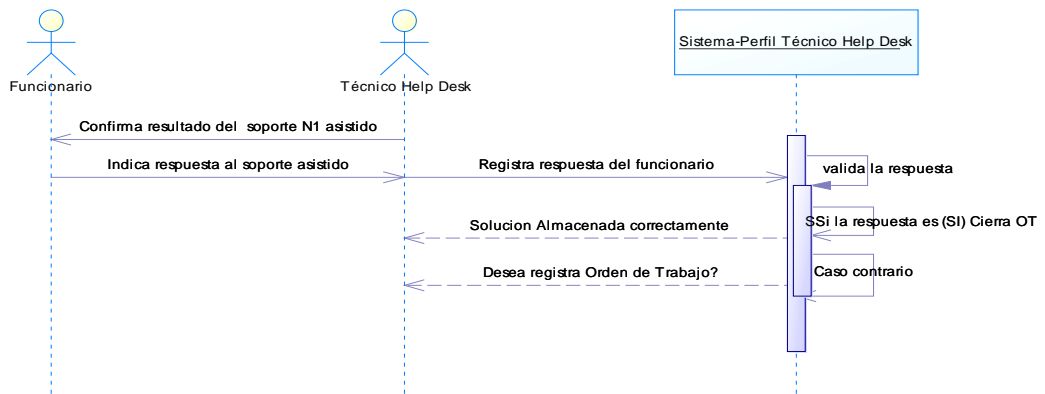 Sistema-Perfil Técnico Help Desk
Funcionario
Técnico Help Desk
Confirma resultado del soporte N1 asistido
Indica respuesta al soporte asistido
Registra respuesta del funcionario
valida la respuesta
SSi la respuesta es (SI) Cierra OT
Solucion Almacenada correctamente
Caso contrario
Desea registra Orden de Trabajo?